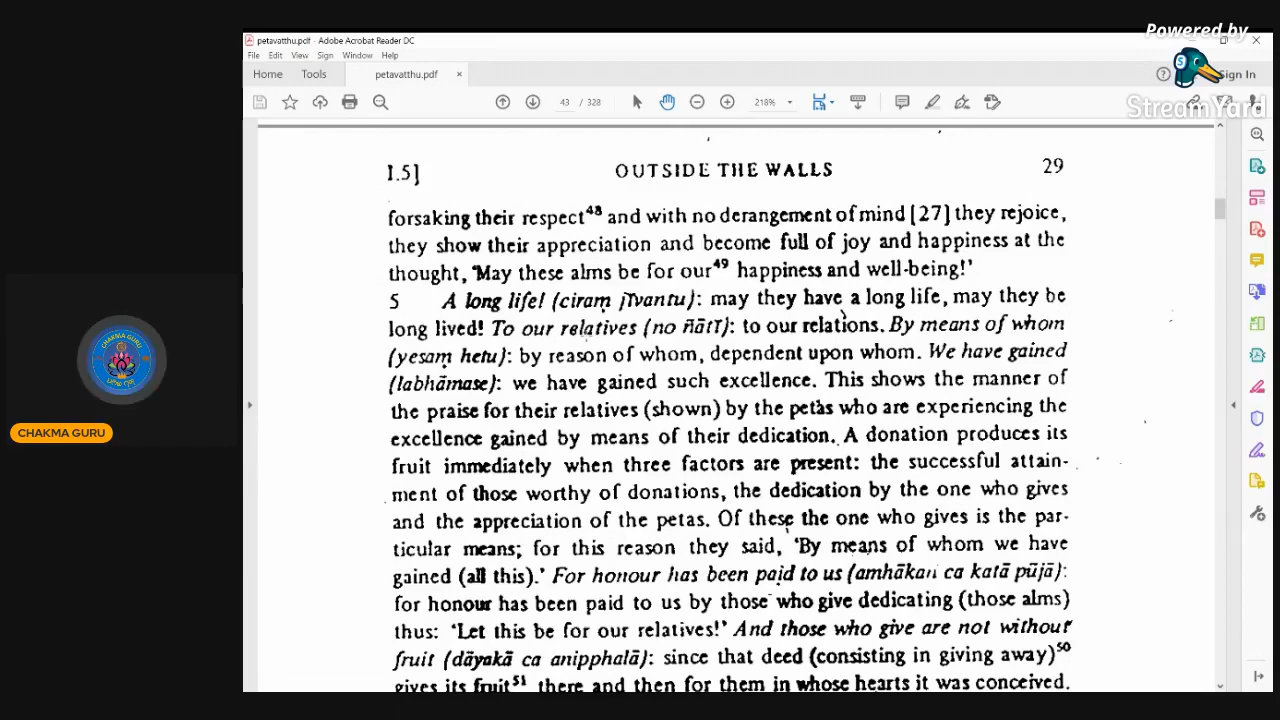 Powered by
StreamYard
petavatthu.pdf - Adobe Acrobat Reader DC
File Edit View Sign Window Help
Home Tools petavatthu.pdf × Sign In
43 / 328 218%
I.5] OUTSIDE THE WALLS 29
forsaking their respect⁴⁸ and with no derangement of mind [27] they rejoice,
they show their appreciation and become full of joy and happiness at the
thought, 'May these alms be for our⁴⁹ happiness and well-being!'
5 A long life! (ciraṃ jīvantu): may they have a long life, may they be
long lived! To our relatives (no ñātī): to our relations. By means of whom
(yesaṃ hetu): by reason of whom, dependent upon whom. We have gained
(labhāmase): we have gained such excellence. This shows the manner of
the praise for their relatives (shown) by the petas who are experiencing the
excellence gained by means of their dedication. A donation produces its
fruit immediately when three factors are present: the successful attain-
ment of those worthy of donations, the dedication by the one who gives
and the appreciation of the petas. Of these the one who gives is the par-
ticular means; for this reason they said, 'By means of whom we have
gained (all this).' For honour has been paid to us (amhākañ ca katā pūjā):
for honour has been paid to us by those who give dedicating (those alms)
thus: 'Let this be for our relatives!' And those who give are not without
fruit (dāyakā ca anipphalā): since that deed (consisting in giving away)⁵⁰
gives its fruit⁵¹ there and then for them in whose hearts it was conceived.
CHAKMA GURU
CHAKMA GURU